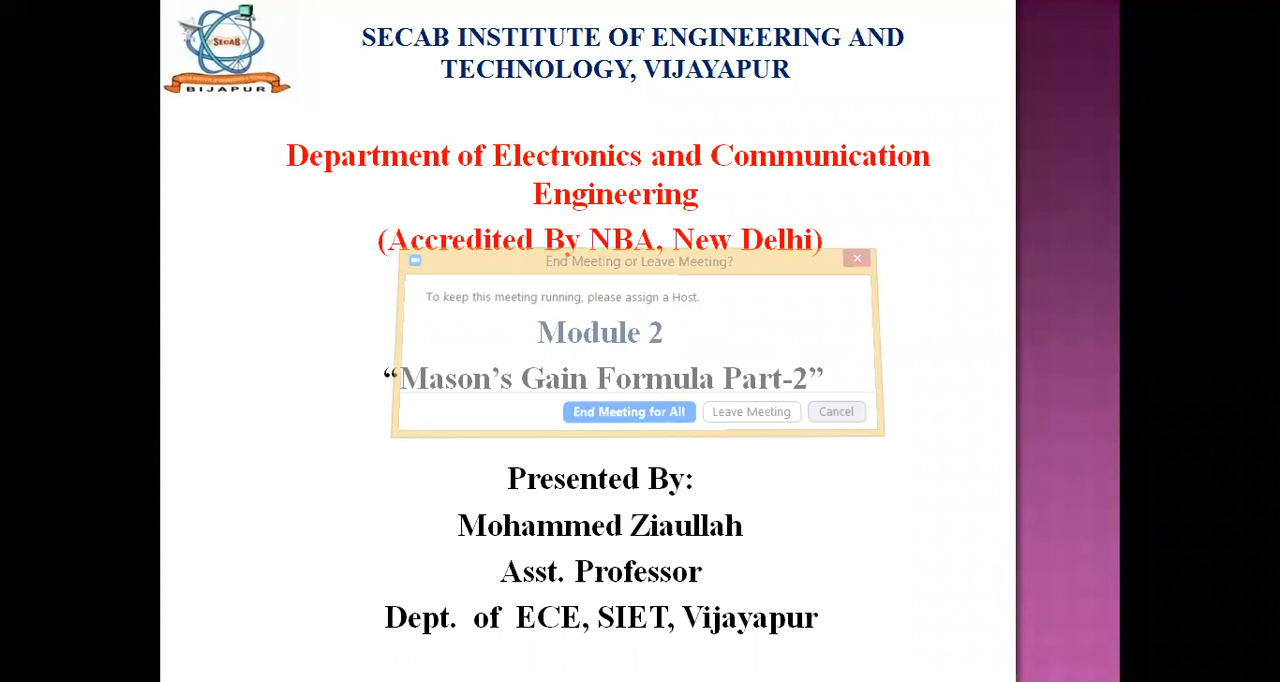 SECAB
BIJAPUR
SECAB INSTITUTE OF ENGINEERING AND
TECHNOLOGY, VIJAYAPUR
Department of Electronics and Communication
Engineering
(Accredited By NBA, New Delhi)
End Meeting or Leave Meeting?
To keep this meeting running, please assign a Host.
Module 2
“Mason’s Gain Formula Part-2”
End Meeting for All Leave Meeting Cancel
Presented By:
Mohammed Ziaullah
Asst. Professor
Dept. of ECE, SIET, Vijayapur